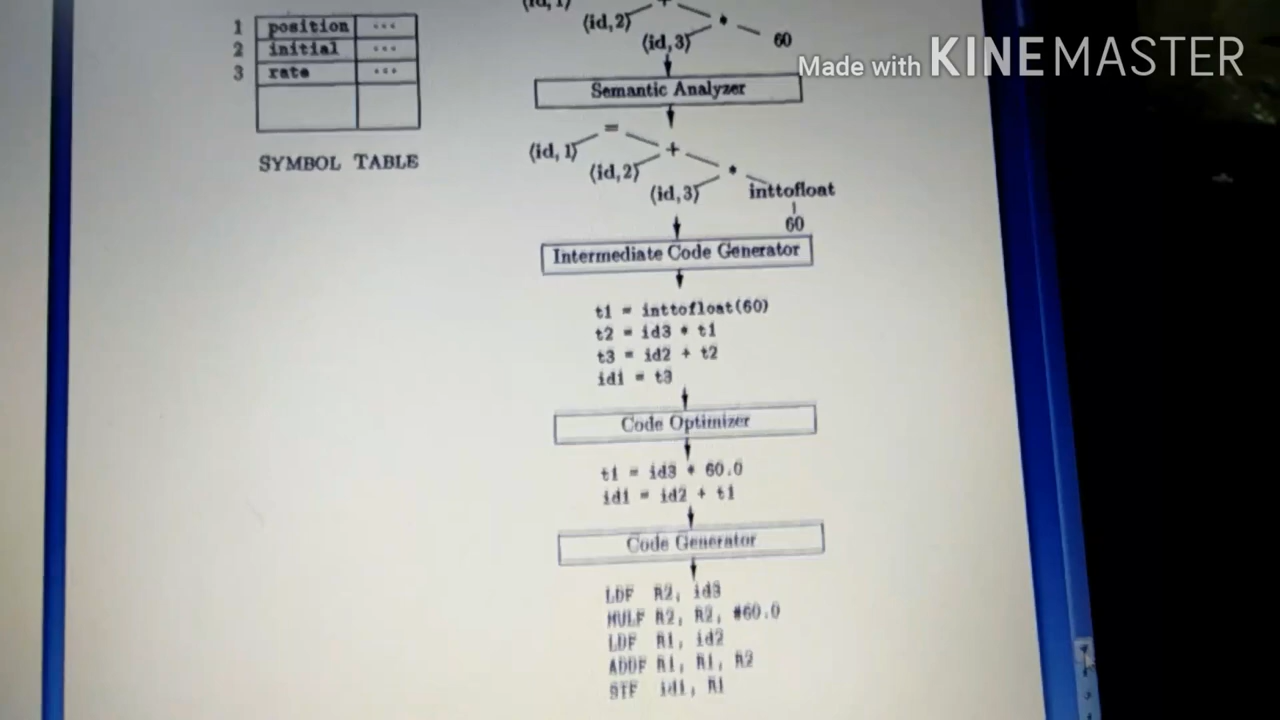 1 position ...
2 initial ...
3 rate ...
SYMBOL TABLE
⟨id, 1⟩ +
⟨id,2⟩ *
⟨id,3⟩ 60
Made with KINEMASTER
Semantic Analyzer
=
⟨id, 1⟩ +
⟨id,2⟩ *
⟨id,3⟩ inttofloat
60
Intermediate Code Generator
t1 = inttofloat(60)
t2 = id3 * t1
t3 = id2 + t2
id1 = t3
Code Optimizer
t1 = id3 * 60.0
id1 = id2 + t1
Code Generator
LDF R2, id3
MULF R2, R2, #60.0
LDF R1, id2
ADDF R1, R1, R2
STF id1, R1